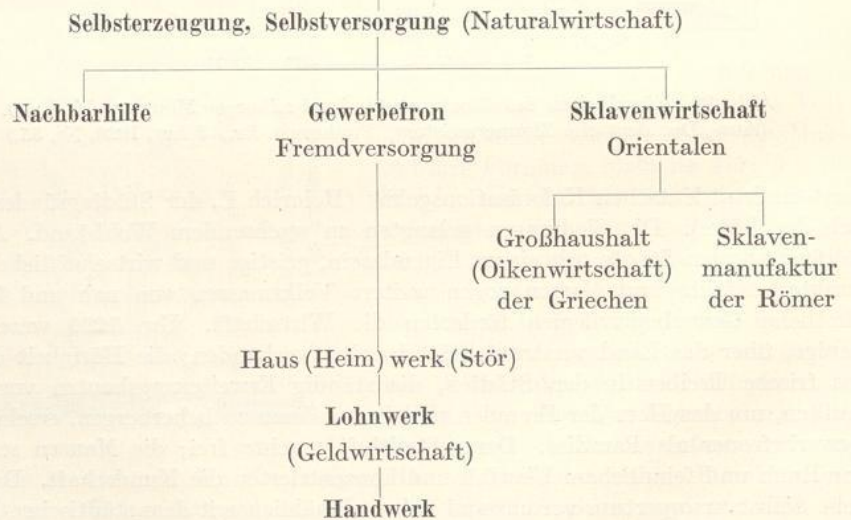 Selbsterzeugung, Selbstversorgung (Naturalwirtschaft)
Nachbarhilfe
Gewerbefron
Fremdversorgung
Sklavenwirtschaft
Orientalen
Großhaushalt
(Oikenwirtschaft)
der Griechen
Sklaven-
manufaktur
der Römer
Haus (Heim) werk (Stör)
Lohnwerk
(Geldwirtschaft)
Handwerk